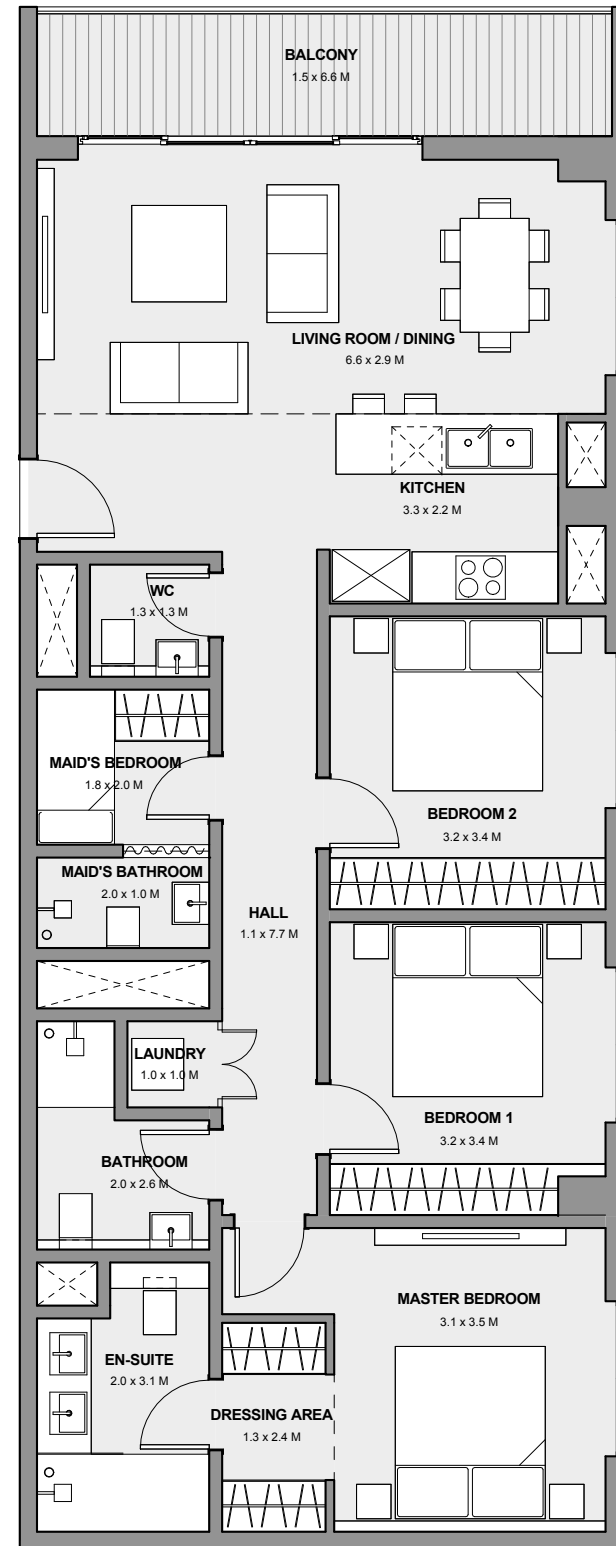 BALCONY
1.5 x 6.6 M
LIVING ROOM / DINING
6.6 x 2.9 M
KITCHEN
3.3 x 2.2 M
WC
1.3 x 1.3 M
MAID'S BEDROOM
1.8 x 2.0 M
BEDROOM 2
3.2 x 3.4 M
MAID'S BATHROOM
2.0 x 1.0 M
HALL
1.1 x 7.7 M
LAUNDRY
1.0 x 1.0 M
BEDROOM 1
3.2 x 3.4 M
BATHROOM
2.0 x 2.6 M
MASTER BEDROOM
3.1 x 3.5 M
EN-SUITE
2.0 x 3.1 M
DRESSING AREA
1.3 x 2.4 M